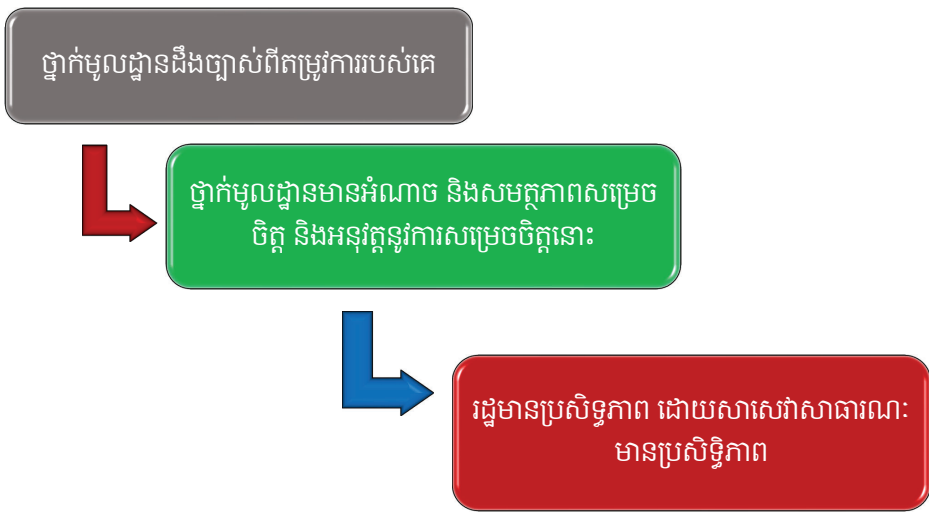 ថ្នាក់មូលដ្ឋានដឹងច្បាស់ពីតម្រូវការរបស់គេ
ថ្នាក់មូលដ្ឋានមានអំណាច និងសមត្ថភាពសម្រេច
ចិត្ត និងអនុវត្តនូវការសម្រេចចិត្តនោះ
រដ្ឋមានប្រសិទ្ធភាព ដោយសាសេវាសាធារណៈ
មានប្រសិទ្ធិភាព